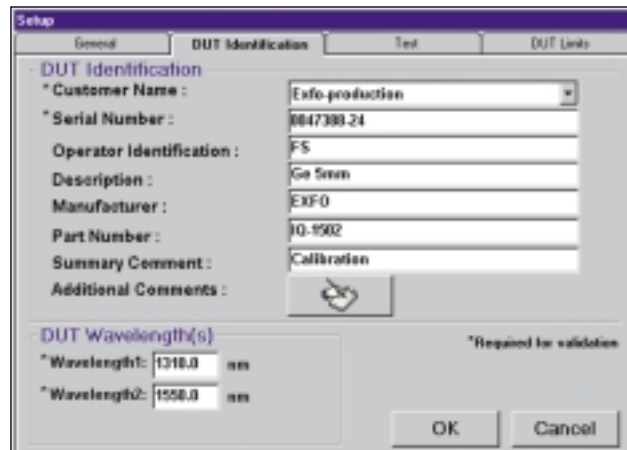 Setup
General DUT Identification Test DUT Limits
DUT Identification
*Customer Name : Exfo-production
*Serial Number : 0047388-24
Operator Identification : FS
Description : Ge 5mm
Manufacturer : EXFO
Part Number : IQ-1502
Summary Comment : Calibration
Additional Comments :
DUT Wavelength(s)
*Wavelength1: 1310.0 nm
*Required for validation
*Wavelength2: 1550.0 nm
OK Cancel